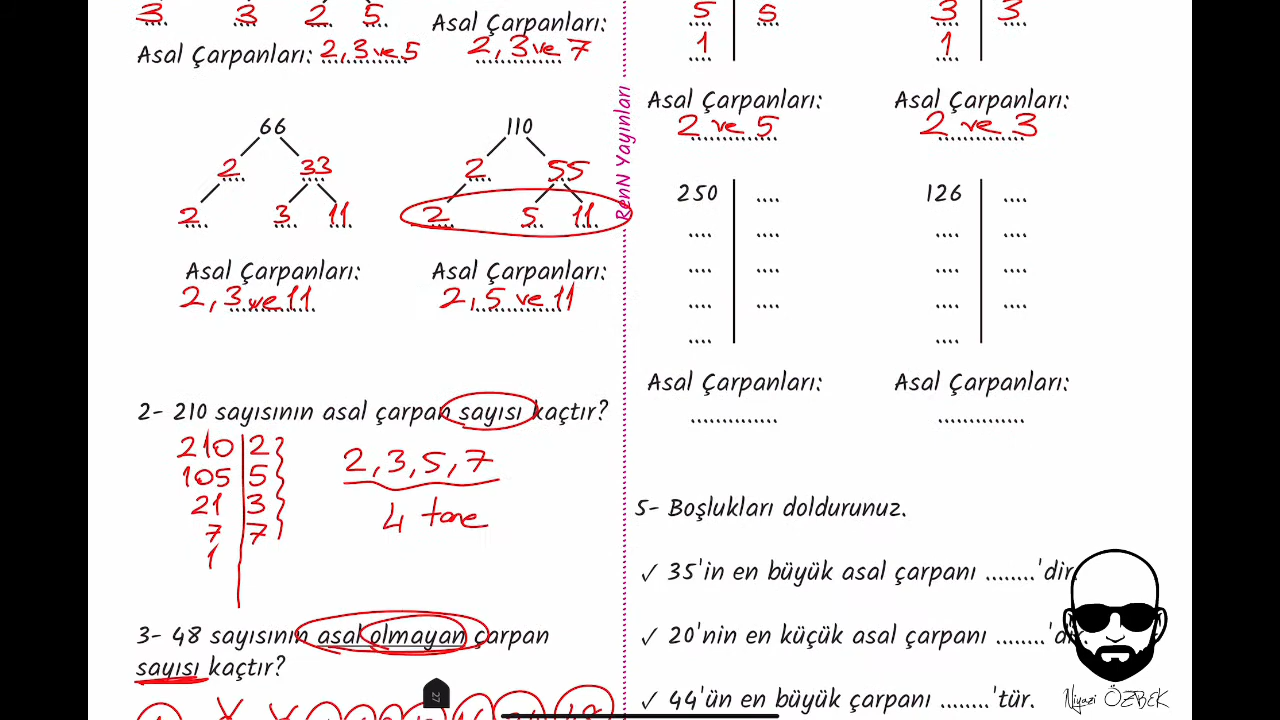 3 3 2 5
Asal Çarpanları:
Asal Çarpanları: 2,3 ve 5
2,3 ve 7
66
2 33
2 3 11
110
2 55
2 5 11
Asal Çarpanları:
2,3 ve 11
Asal Çarpanları:
2,5 ve 11
2- 210 sayısının asal çarpan sayısı kaçtır?
210 2
105 5
21 3
7 7
1
2,3,5,7
4 tane
3- 48 sayısının asal olmayan çarpan
sayısı kaçtır?
27
RenN Yayınları
5 5
1
Asal Çarpanları:
2 ve 5
3 3
1
Asal Çarpanları:
2 ve 3
250 ....
.... ....
.... ....
.... ....
....
Asal Çarpanları:
..............
126 ....
.... ....
.... ....
.... ....
....
Asal Çarpanları:
..............
5- Boşlukları doldurunuz.
✓ 35'in en büyük asal çarpanı ........'dir.
✓ 20'nin en küçük asal çarpanı ........'dir.
✓ 44'ün en büyük çarpanı ........'tür.
Niyazi ÖZBEK